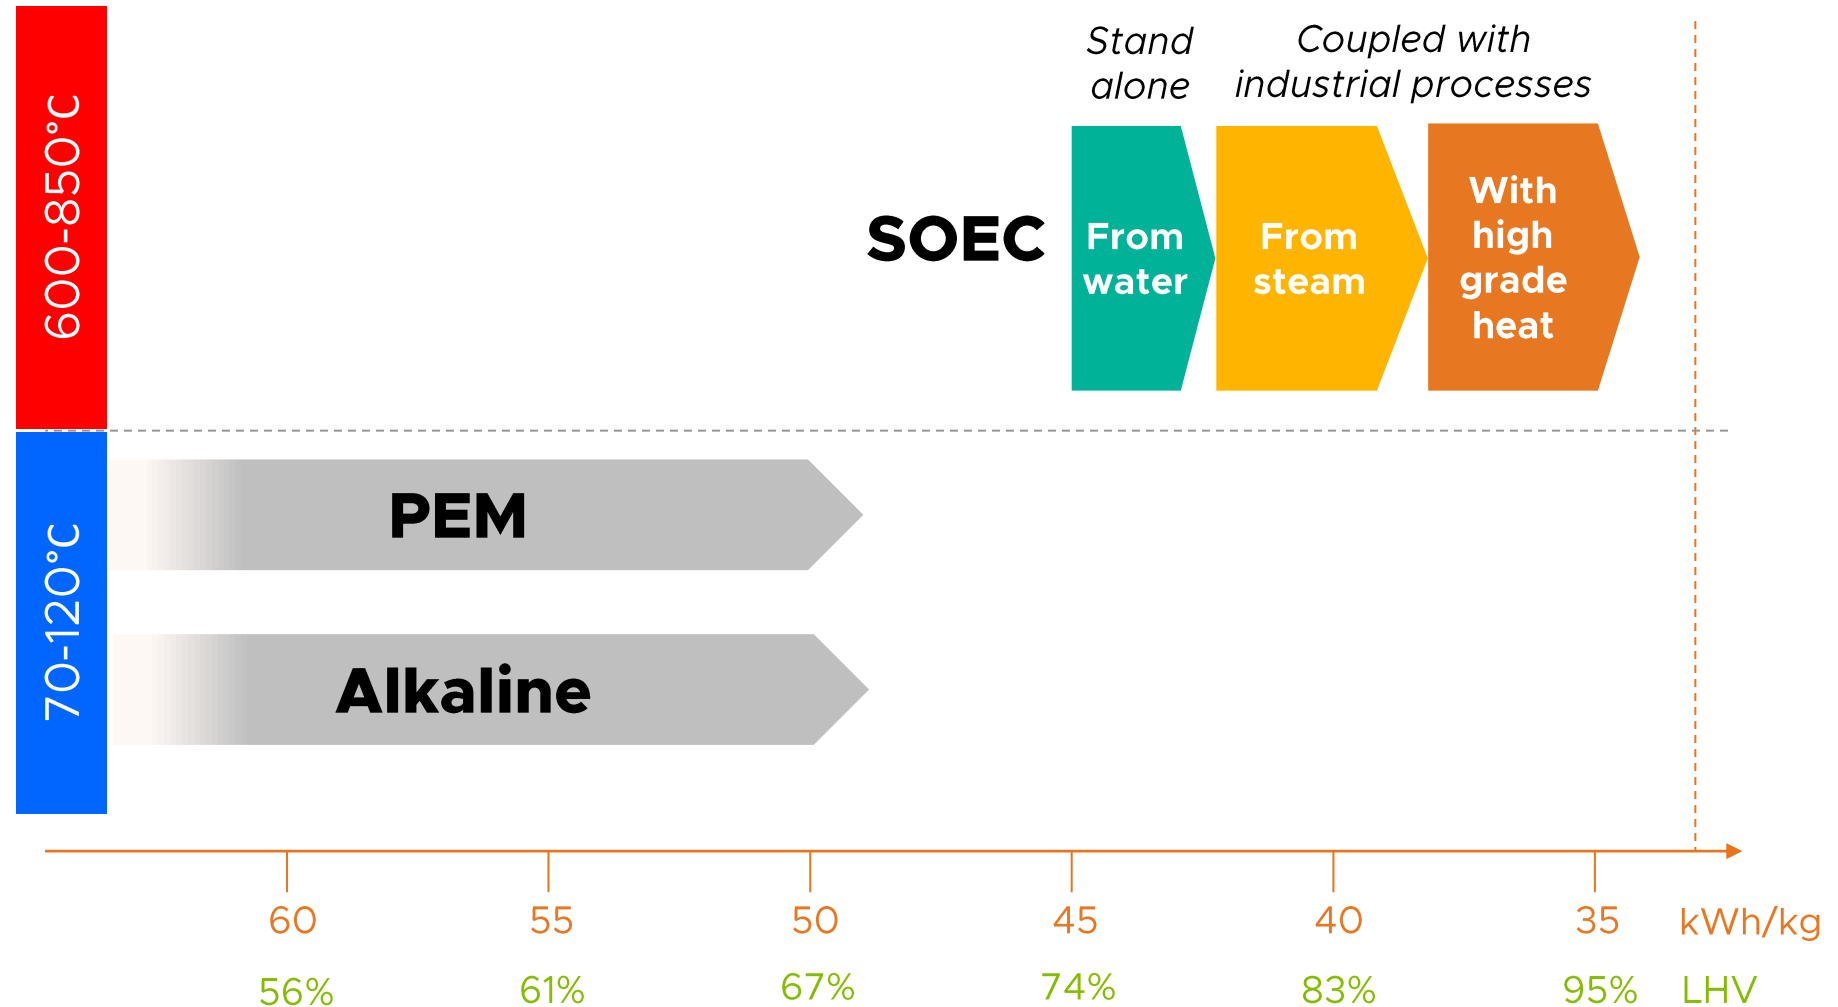 Stand
alone
Coupled with
industrial processes
600-850°C
SOEC
From
water
From
steam
With
high
grade
heat
70-120°C
PEM
Alkaline
60 55 50 45 40 35 kWh/kg
56% 61% 67% 74% 83% 95% LHV